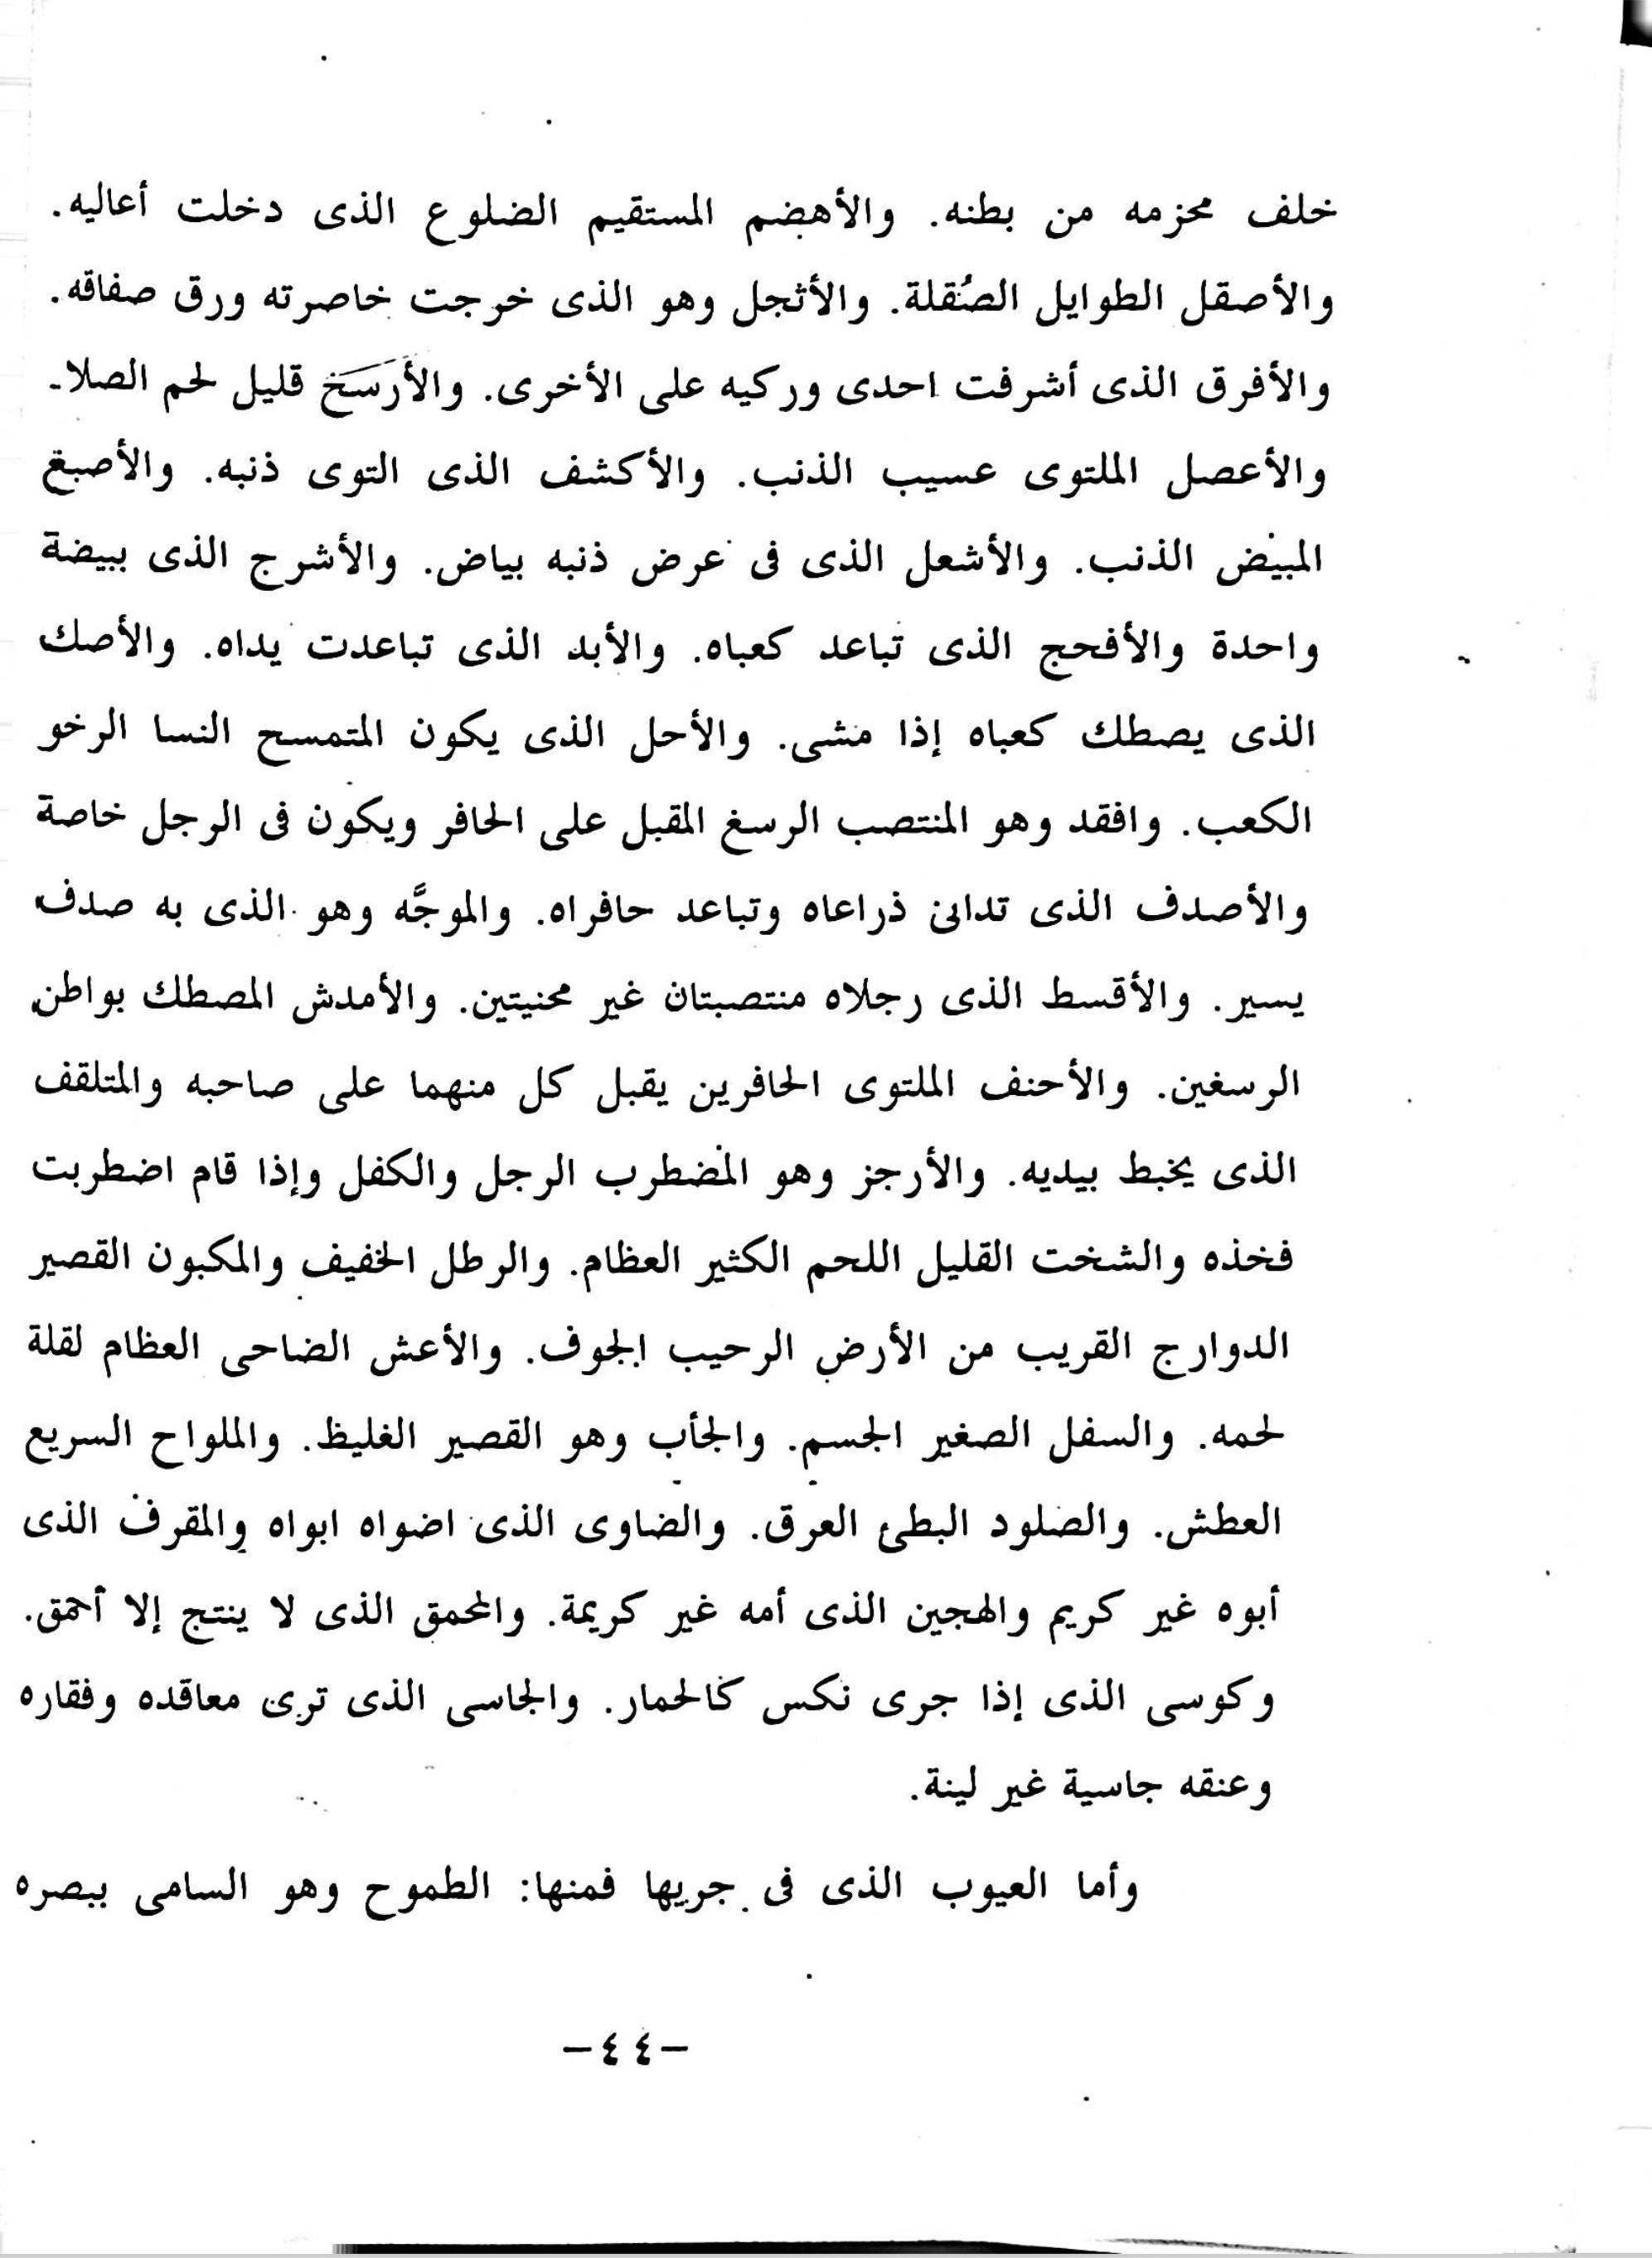 خلف محزمه من بطنه. والأهضم المستقيم الضلوع الذى دخلت أعاليه.
والأصقل الطوايل الصُقلة. والأثجل وهو الذى خرجت خاصرته ورق صفاقه.
والأفرق الذى أشرفت احدى وركيه على الأخرى. والأرَسَخ قليل لحم الصلا.
والأعصل الملتوى عسيب الذنب. والأكشف الذى التوى ذنبه. والأصبغ
المبيض الذنب. والأشعل الذى فى عرض ذنبه بياض. والأشرج الذى ببيضة
واحدة والأفحج الذى تباعد كعباه. والأبد الذى تباعدت يداه. والأصك
الذى يصطك كعباه إذا مشى. والأحل الذى يكون المتمسح النسا الرخو
الكعب. وافقد وهو المنتصب الرسغ المقبل على الحافر ويكون فى الرجل خاصة
والأصدف الذى تدانى ذراعاه وتباعد حافراه. والموجَّه وهو الذى به صدف
يسير. والأقسط الذى رجلاه منتصبتان غير محنيتين. والأمدش المصطك بواطن
الرسغين. والأحنف الملتوى الحافرين يقبل كل منهما على صاحبه والمتلقف
الذى يخبط بيديه. والأرجز وهو المضطرب الرجل والكفل وإذا قام اضطربت
فخذه والشخت القليل اللحم الكثير العظام. والرطل الخفيف والمكبون القصير
الدوارج القريب من الأرض الرحيب الجوف. والأعش الضاحى العظام لقلة
لحمه. والسفل الصغير الجسم. والجأب وهو القصير الغليظ. والملواح السريع
العطش. والصلود البطئ العرق. والضاوى الذى اضواه ابواه والمقرف الذى
أبوه غير كريم والهجين الذى أمه غير كريمة. والمحمق الذى لا ينتج إلا أحمق.
وكوسى الذى إذا جرى نكس كالحمار. والجاسى الذى ترى معاقده وفقاره
وعنقه جاسية غير لينة.
وأما العيوب الذى فى جريها فمنها: الطموح وهو السامى ببصره
-٤٤-